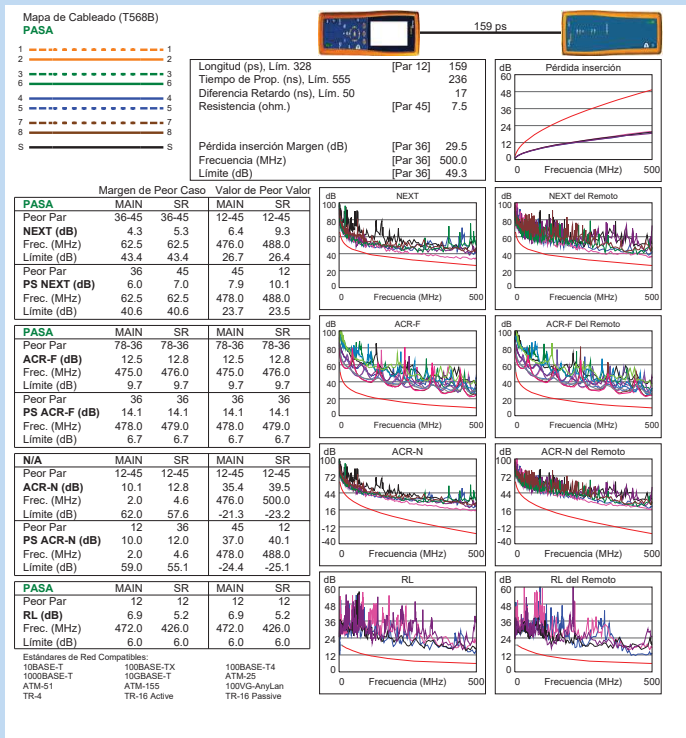 Mapa de Cableado (T568B)
PASA
1 1
2 2
3 3
6 6
4 4
5 5
7 7
8 8
S S
159 ps
Longitud (ps), Lím. 328 [Par 12] 159
Tiempo de Prop. (ns), Lím. 555 236
Diferencia Retardo (ns), Lím. 50 17
Resistencia (ohm.) [Par 45] 7.5
Pérdida inserción Margen (dB) [Par 36] 29.5
Frecuencia (MHz) [Par 36] 500.0
Límite (dB) [Par 36] 49.3
dB Pérdida inserción
60
48
36
24
12
0
0 Frecuencia (MHz) 500
Margen de Peor Caso Valor de Peor Valor
PASA MAIN SR MAIN SR
Peor Par 36-45 36-45 12-45 12-45
NEXT (dB) 4.3 5.3 6.4 9.3
Frec. (MHz) 62.5 62.5 476.0 488.0
Límite (dB) 43.4 43.4 26.7 26.4
Peor Par 36 45 45 12
PS NEXT (dB) 6.0 7.0 7.9 10.1
Frec. (MHz) 62.5 62.5 478.0 488.0
Límite (dB) 40.6 40.6 23.7 23.5
dB NEXT
100
80
60
40
20
0
0 Frecuencia (MHz) 500
dB NEXT del Remoto
100
80
60
40
20
0
0 Frecuencia (MHz) 500
PASA MAIN SR MAIN SR
Peor Par 78-36 78-36 78-36 78-36
ACR-F (dB) 12.5 12.8 12.5 12.8
Frec. (MHz) 475.0 476.0 475.0 476.0
Límite (dB) 9.7 9.7 9.7 9.7
Peor Par 36 36 36 36
PS ACR-F (dB) 14.1 14.1 14.1 14.1
Frec. (MHz) 478.0 479.0 478.0 479.0
Límite (dB) 6.7 6.7 6.7 6.7
dB ACR-F
100
80
60
40
20
0
0 Frecuencia (MHz) 500
dB ACR-F Del Remoto
100
80
60
40
20
0
0 Frecuencia (MHz) 500
N/A MAIN SR MAIN SR
Peor Par 12-45 12-45 12-45 12-45
ACR-N (dB) 10.1 12.8 35.4 39.5
Frec. (MHz) 2.0 4.6 476.0 500.0
Límite (dB) 62.0 57.6 -21.3 -23.2
Peor Par 12 36 45 12
PS ACR-N (dB) 10.0 12.0 37.0 40.1
Frec. (MHz) 2.0 4.6 478.0 488.0
Límite (dB) 59.0 55.1 -24.4 -25.1
dB ACR-N
100
72
44
16
-12
-40
0 Frecuencia (MHz) 500
dB ACR-N del Remoto
100
72
44
16
-12
-40
0 Frecuencia (MHz) 500
PASA MAIN SR MAIN SR
Peor Par 12 12 12 12
RL (dB) 6.9 5.2 6.9 5.2
Frec. (MHz) 472.0 426.0 472.0 426.0
Límite (dB) 6.0 6.0 6.0 6.0
dB RL
60
48
36
24
12
0
0 Frecuencia (MHz) 500
dB RL del Remoto
60
48
36
24
12
0
0 Frecuencia (MHz) 500
Estándares de Red Compatibles:
10BASE-T 100BASE-TX 100BASE-T4
1000BASE-T 10GBASE-T ATM-25
ATM-51 ATM-155 100VG-AnyLan
TR-4 TR-16 Active TR-16 Passive